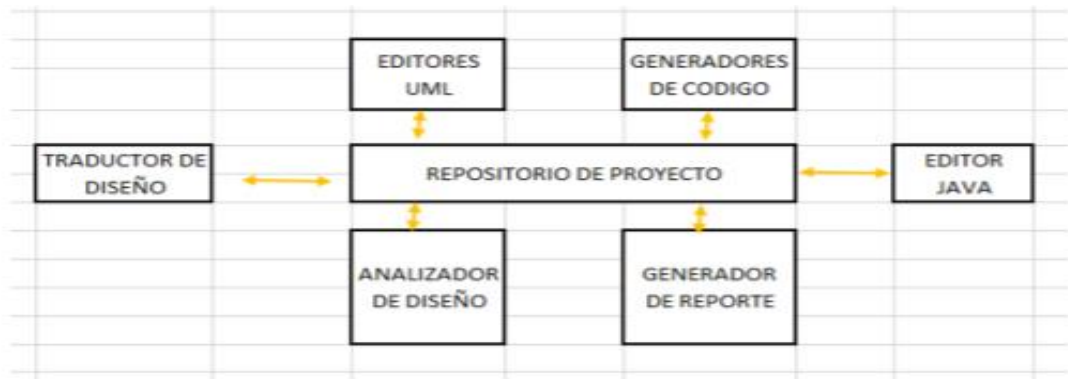 EDITORES
UML
GENERADORES
DE CODIGO
TRADUCTOR DE
DISEÑO
REPOSITORIO DE PROYECTO
EDITOR
JAVA
ANALIZADOR
DE DISEÑO
GENERADOR
DE REPORTE